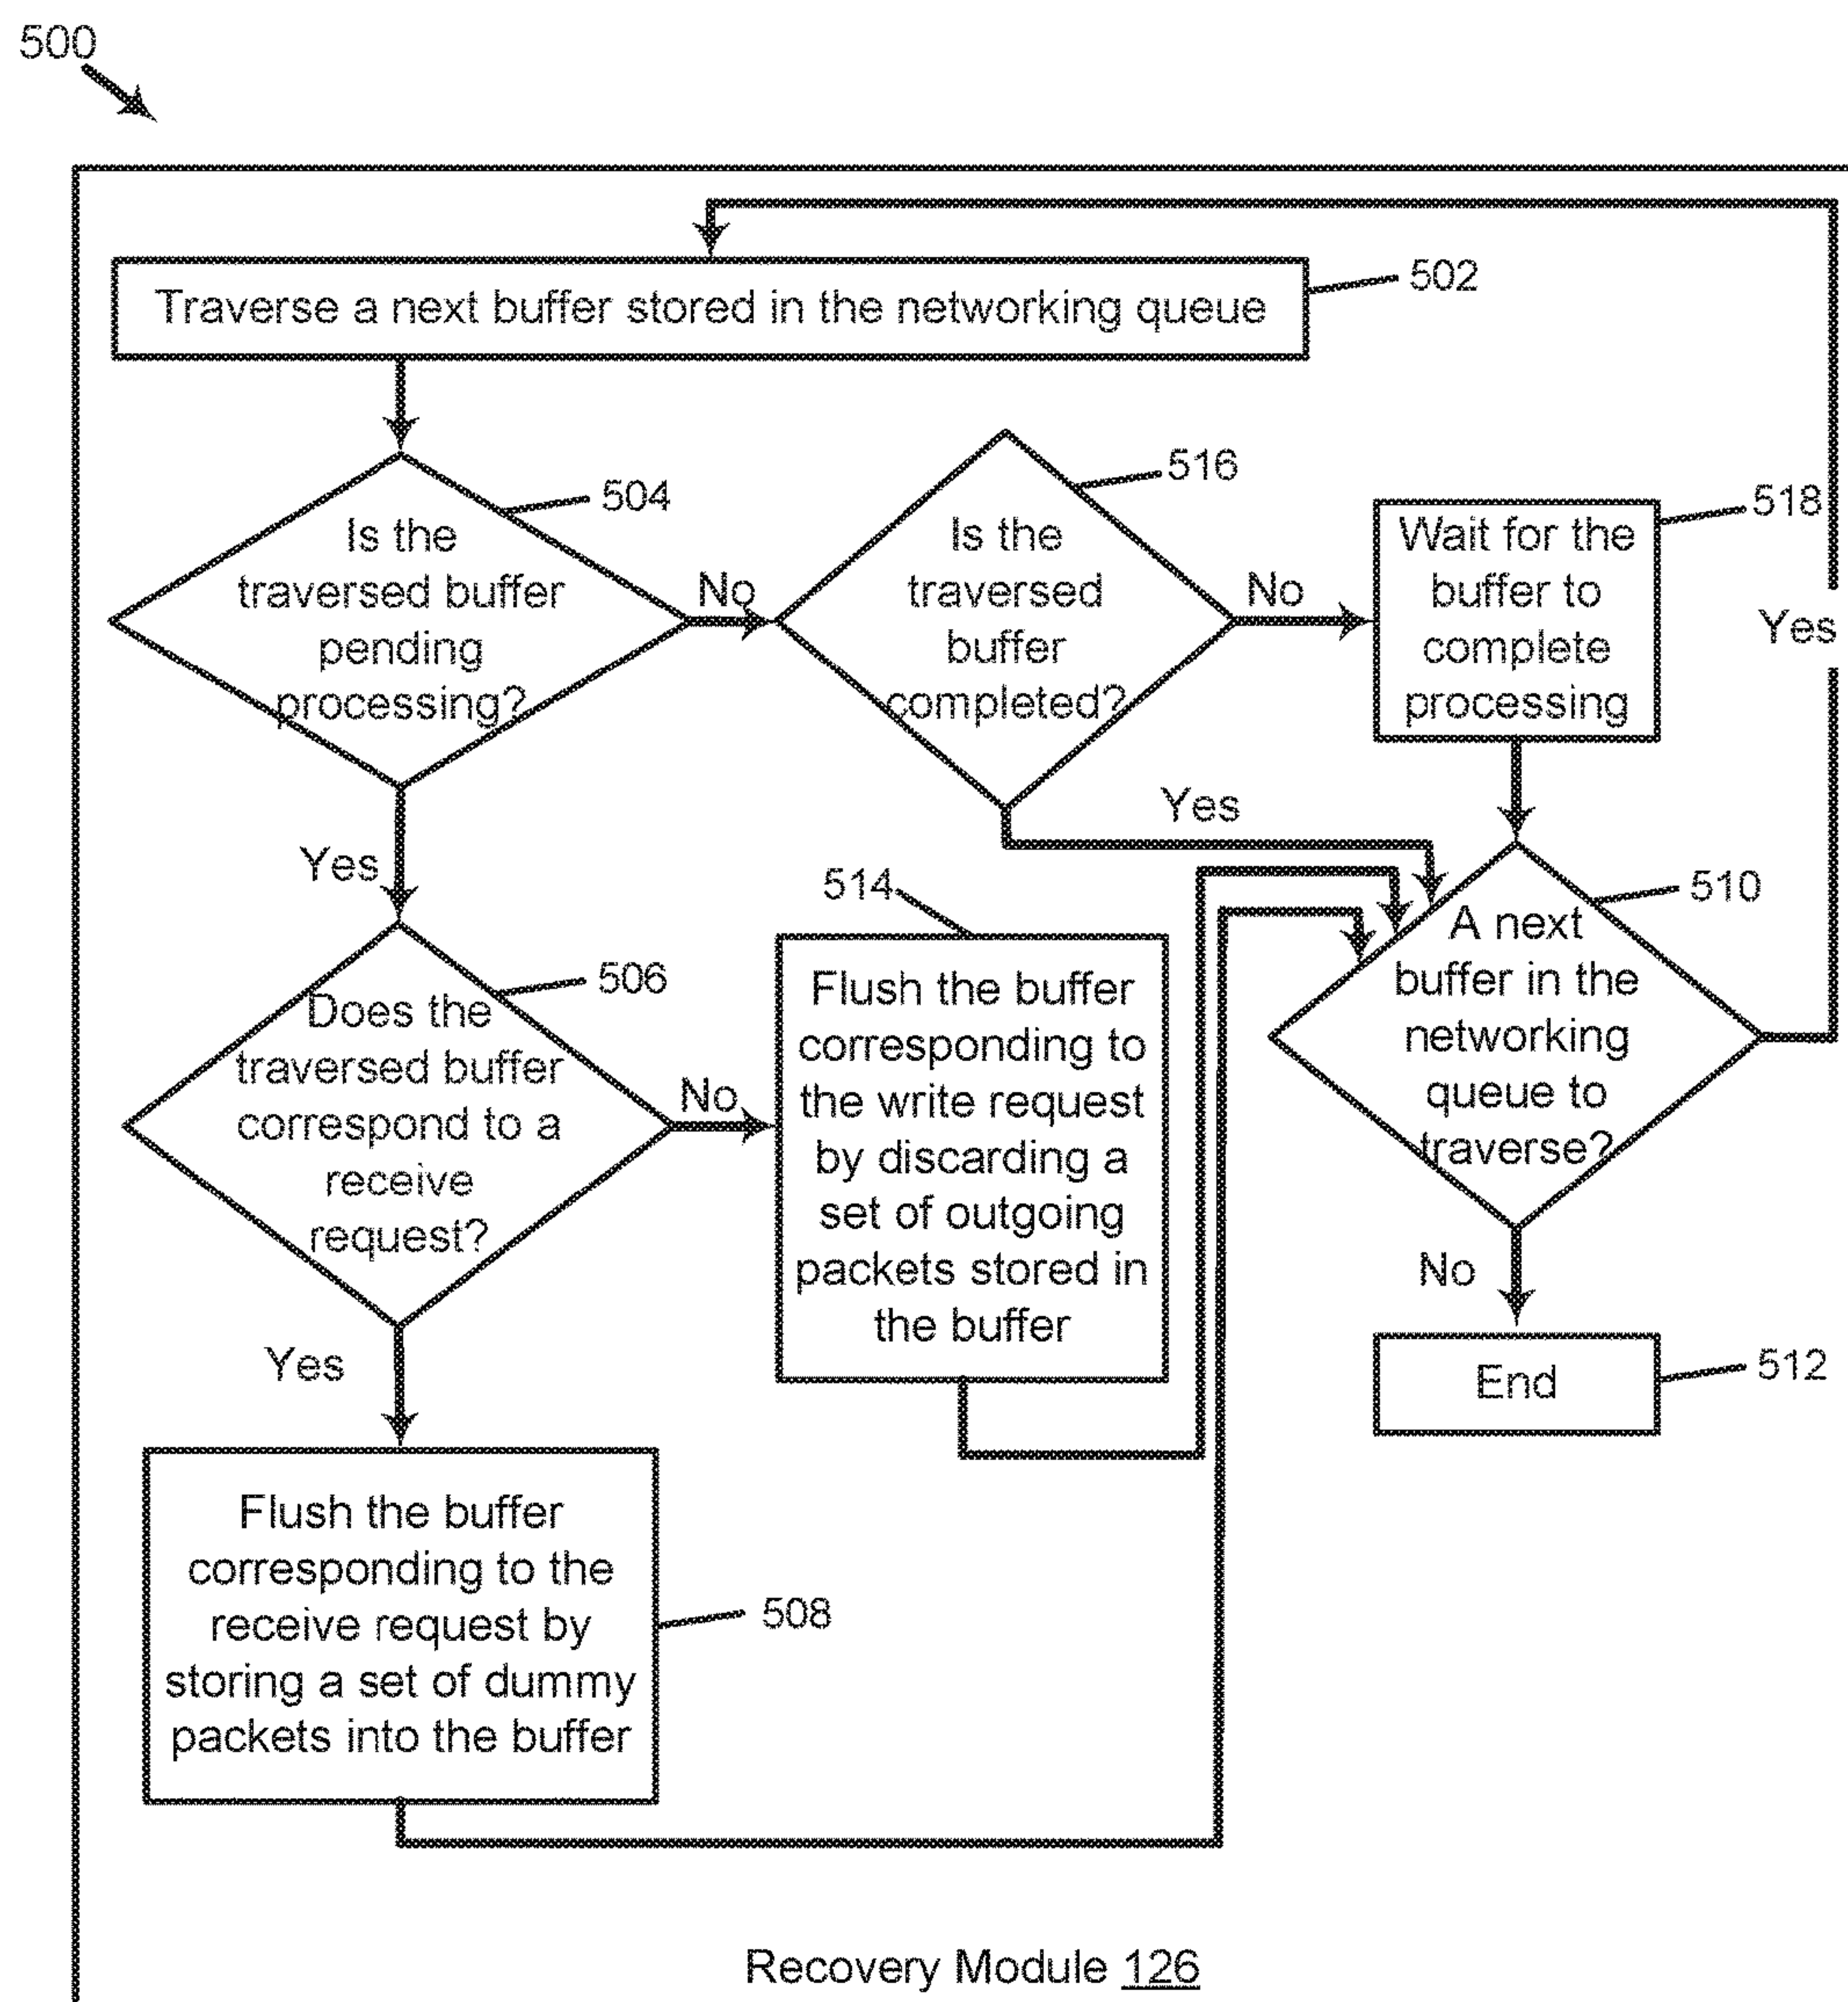 500
Traverse a next buffer stored in the networking queue
502
Is the
traversed buffer
pending
processing?
504
No
Is the
traversed
buffer
completed?
516
No
Wait for the
buffer to
complete
processing
518
Yes
Yes
Yes
Does the
traversed buffer
correspond to a
receive
request?
506
No
514
Flush the buffer
corresponding to
the write request
by discarding a
set of outgoing
packets stored in
the buffer
A next
buffer in the
networking
queue to
traverse?
510
No
End
512
Yes
Flush the buffer
corresponding to the
receive request by
storing a set of dummy
packets into the buffer
508
Recovery Module 126